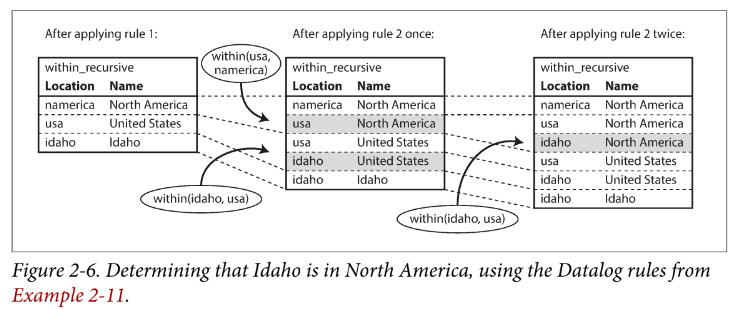 After applying rule 1:
within_recursive
Location Name
namerica North America
usa United States
idaho Idaho
within(usa,
namerica)
within(idaho, usa)
After applying rule 2 once:
within_recursive
Location Name
namerica North America
usa North America
usa United States
idaho United States
idaho Idaho
within(idaho, usa)
After applying rule 2 twice:
within_recursive
Location Name
namerica North America
usa North America
idaho North America
usa United States
idaho United States
idaho Idaho
Figure 2-6. Determining that Idaho is in North America, using the Datalog rules from
Example 2-11.